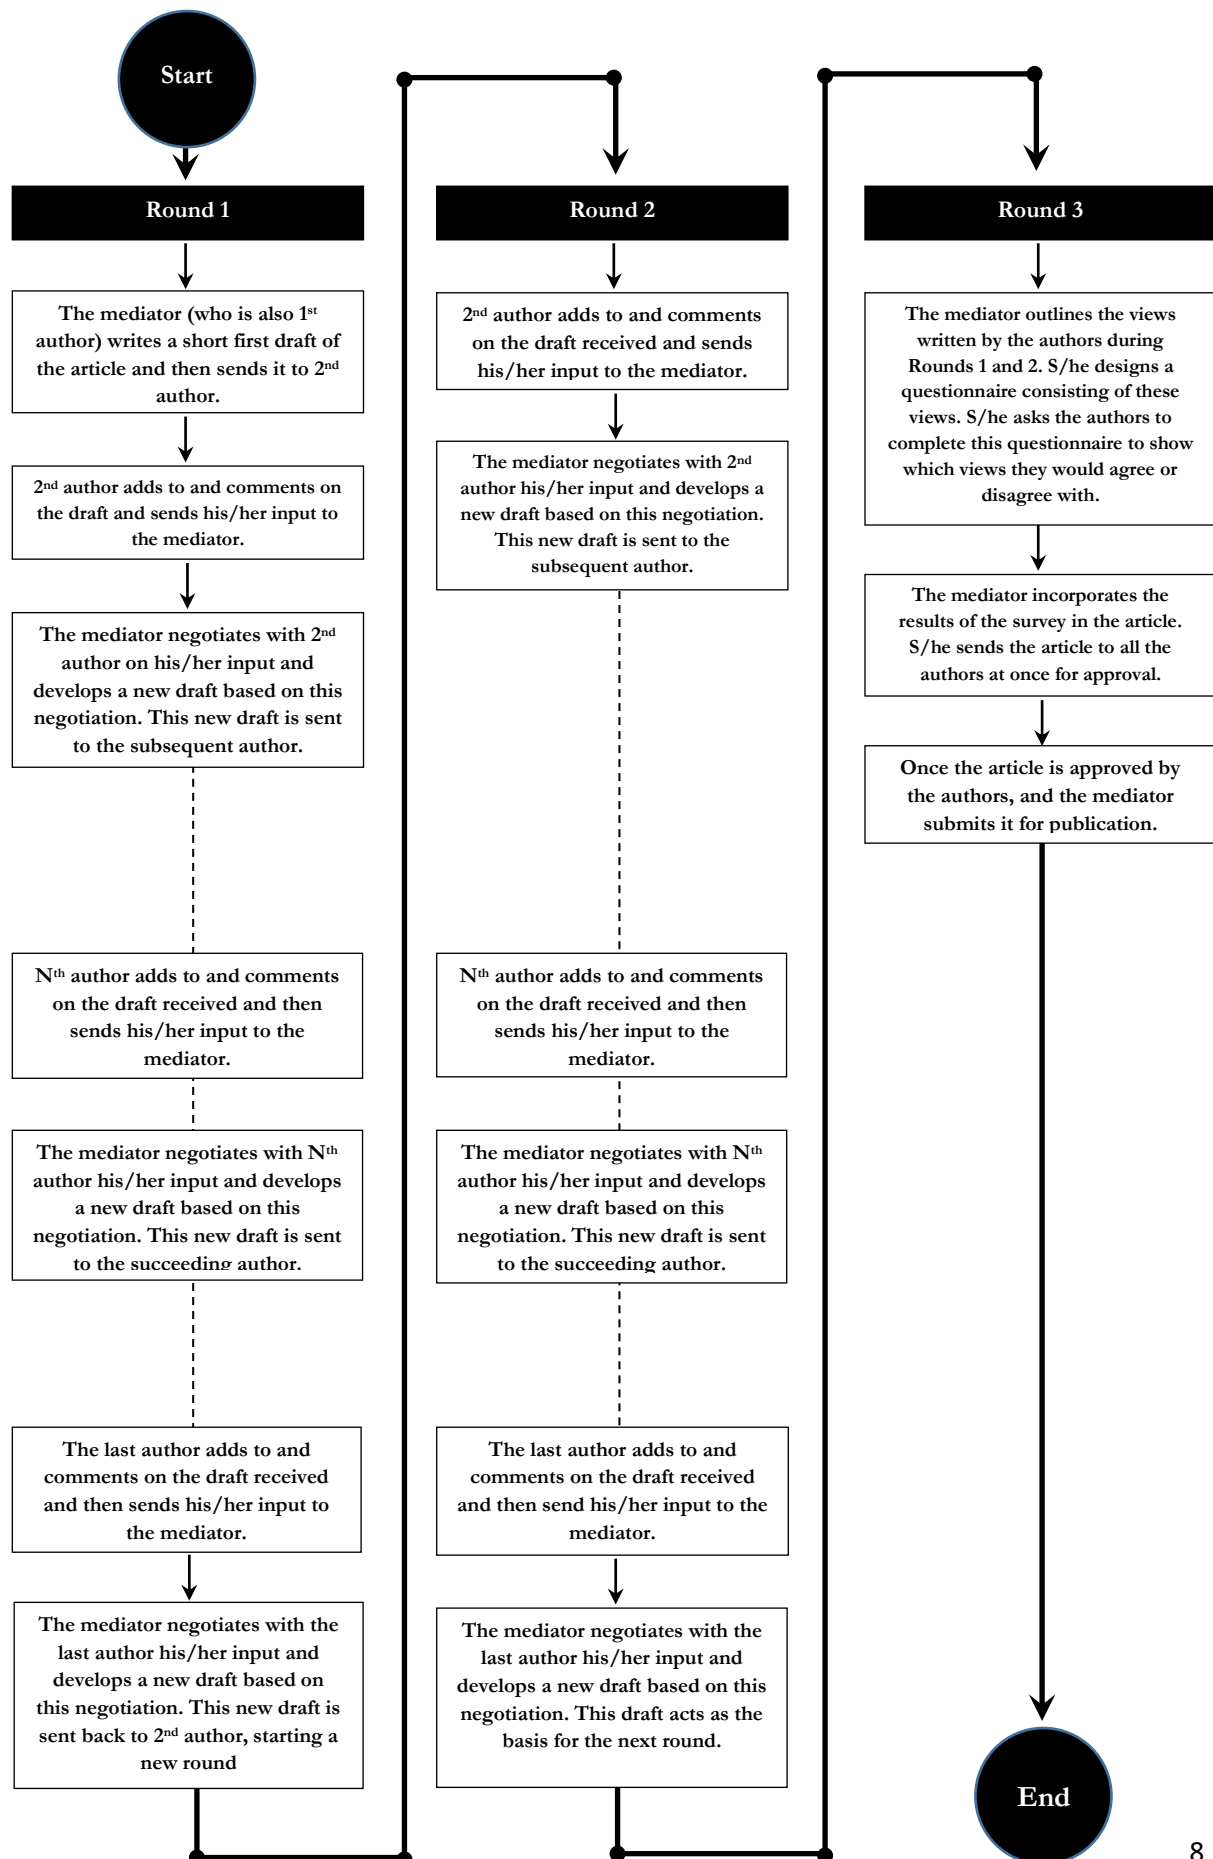 Start
Round 1
The mediator (who is also 1st
author) writes a short first draft of
the article and then sends it to 2nd
author.
2nd author adds to and comments on
the draft and sends his/her input to
the mediator.
The mediator negotiates with 2nd
author on his/her input and
develops a new draft based on this
negotiation. This new draft is sent
to the subsequent author.
Nth author adds to and comments
on the draft received and then
sends his/her input to the
mediator.
The mediator negotiates with Nth
author his/her input and develops
a new draft based on this
negotiation. This new draft is sent
to the succeeding author.
The last author adds to and
comments on the draft received
and then sends his/her input to
the mediator.
The mediator negotiates with the
last author his/her input and
develops a new draft based on
this negotiation. This new draft is
sent back to 2nd author, starting a
new round
Round 2
2nd author adds to and comments
on the draft received and sends
his/her input to the mediator.
The mediator negotiates with 2nd
author his/her input and develops a
new draft based on this negotiation.
This new draft is sent to the
subsequent author.
Nth author adds to and comments
on the draft received and then
sends his/her input to the
mediator.
The mediator negotiates with Nth
author his/her input and develops
a new draft based on this
negotiation. This new draft is sent
to the succeeding author.
The last author adds to and
comments on the draft received
and then send his/her input to the
mediator.
The mediator negotiates with the
last author his/her input and
develops a new draft based on this
negotiation. This draft acts as the
basis for the next round.
Round 3
The mediator outlines the views
written by the authors during
Rounds 1 and 2. S/he designs a
questionnaire consisting of these
views. S/he asks the authors to
complete this questionnaire to show
which views they would agree or
disagree with.
The mediator incorporates the
results of the survey in the article.
S/he sends the article to all the
authors at once for approval.
Once the article is approved by
the authors, and the mediator
submits it for publication.
End
8